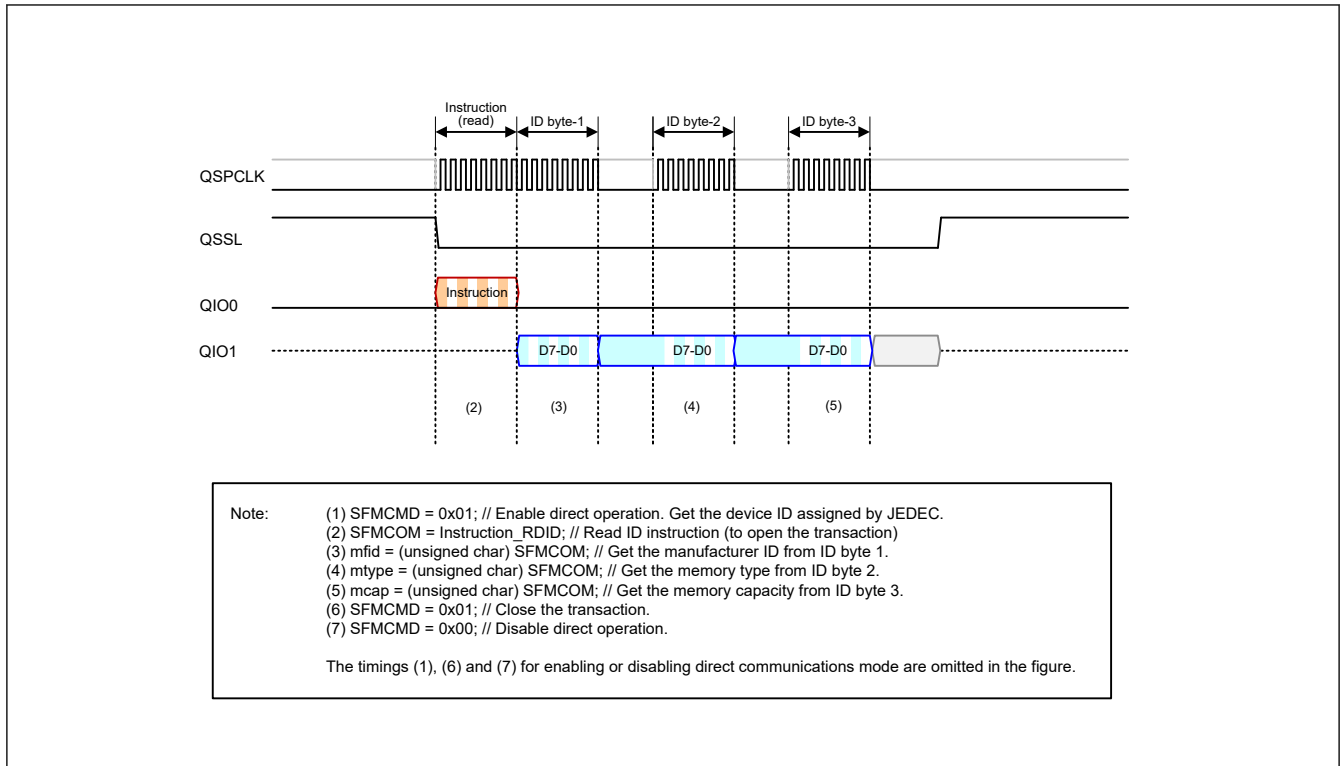 Instruction
(read)
ID byte-1
ID byte-2
ID byte-3
QSPCLK
QSSL
Instruction
QIO0
QIO1
D7-D0
D7-D0
D7-D0
(2)
(3)
(4)
(5)
Note:
(1) SFMCMD = 0x01; // Enable direct operation. Get the device ID assigned by JEDEC.
(2) SFMCOM = Instruction_RDID; // Read ID instruction (to open the transaction)
(3) mfid = (unsigned char) SFMCOM; // Get the manufacturer ID from ID byte 1.
(4) mtype = (unsigned char) SFMCOM; // Get the memory type from ID byte 2.
(5) mcap = (unsigned char) SFMCOM; // Get the memory capacity from ID byte 3.
(6) SFMCMD = 0x01; // Close the transaction.
(7) SFMCMD = 0x00; // Disable direct operation.
The timings (1), (6) and (7) for enabling or disabling direct communications mode are omitted in the figure.